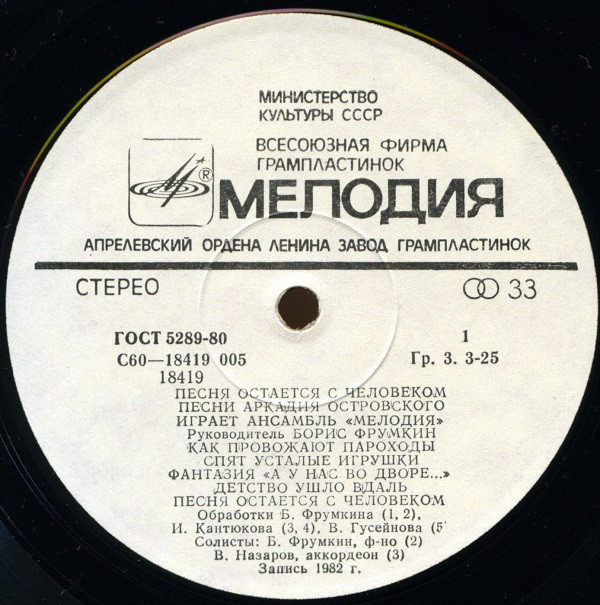 МИНИСТЕРСТВО
КУЛЬТУРЫ СССР
ВСЕСОЮЗНАЯ ФИРМА
ГРАМПЛАСТИНОК
®
МЕЛОДИЯ
АПРЕЛЕВСКИЙ ОРДЕНА ЛЕНИНА ЗАВОД ГРАМПЛАСТИНОК
СТЕРЕО 33
ГОСТ 5289-80 1
С60—18419 005 Гр. 3. 3-25
18419
ПЕСНЯ ОСТАЕТСЯ С ЧЕЛОВЕКОМ
ПЕСНИ АРКАДИЯ ОСТРОВСКОГО
ИГРАЕТ АНСАМБЛЬ «МЕЛОДИЯ»
Руководитель БОРИС ФРУМКИН
КАК ПРОВОЖАЮТ ПАРОХОДЫ
СПЯТ УСТАЛЫЕ ИГРУШКИ
ФАНТАЗИЯ «А У НАС ВО ДВОРЕ...»
ДЕТСТВО УШЛО ВДАЛЬ
ПЕСНЯ ОСТАЕТСЯ С ЧЕЛОВЕКОМ
Обработки Б. Фрумкина (1, 2),
И. Кантюкова (3, 4), В. Гусейнова (5
Солисты: Б. Фрумкин, ф-но (2)
В. Назаров, аккордеон (3)
Запись 1982 г.